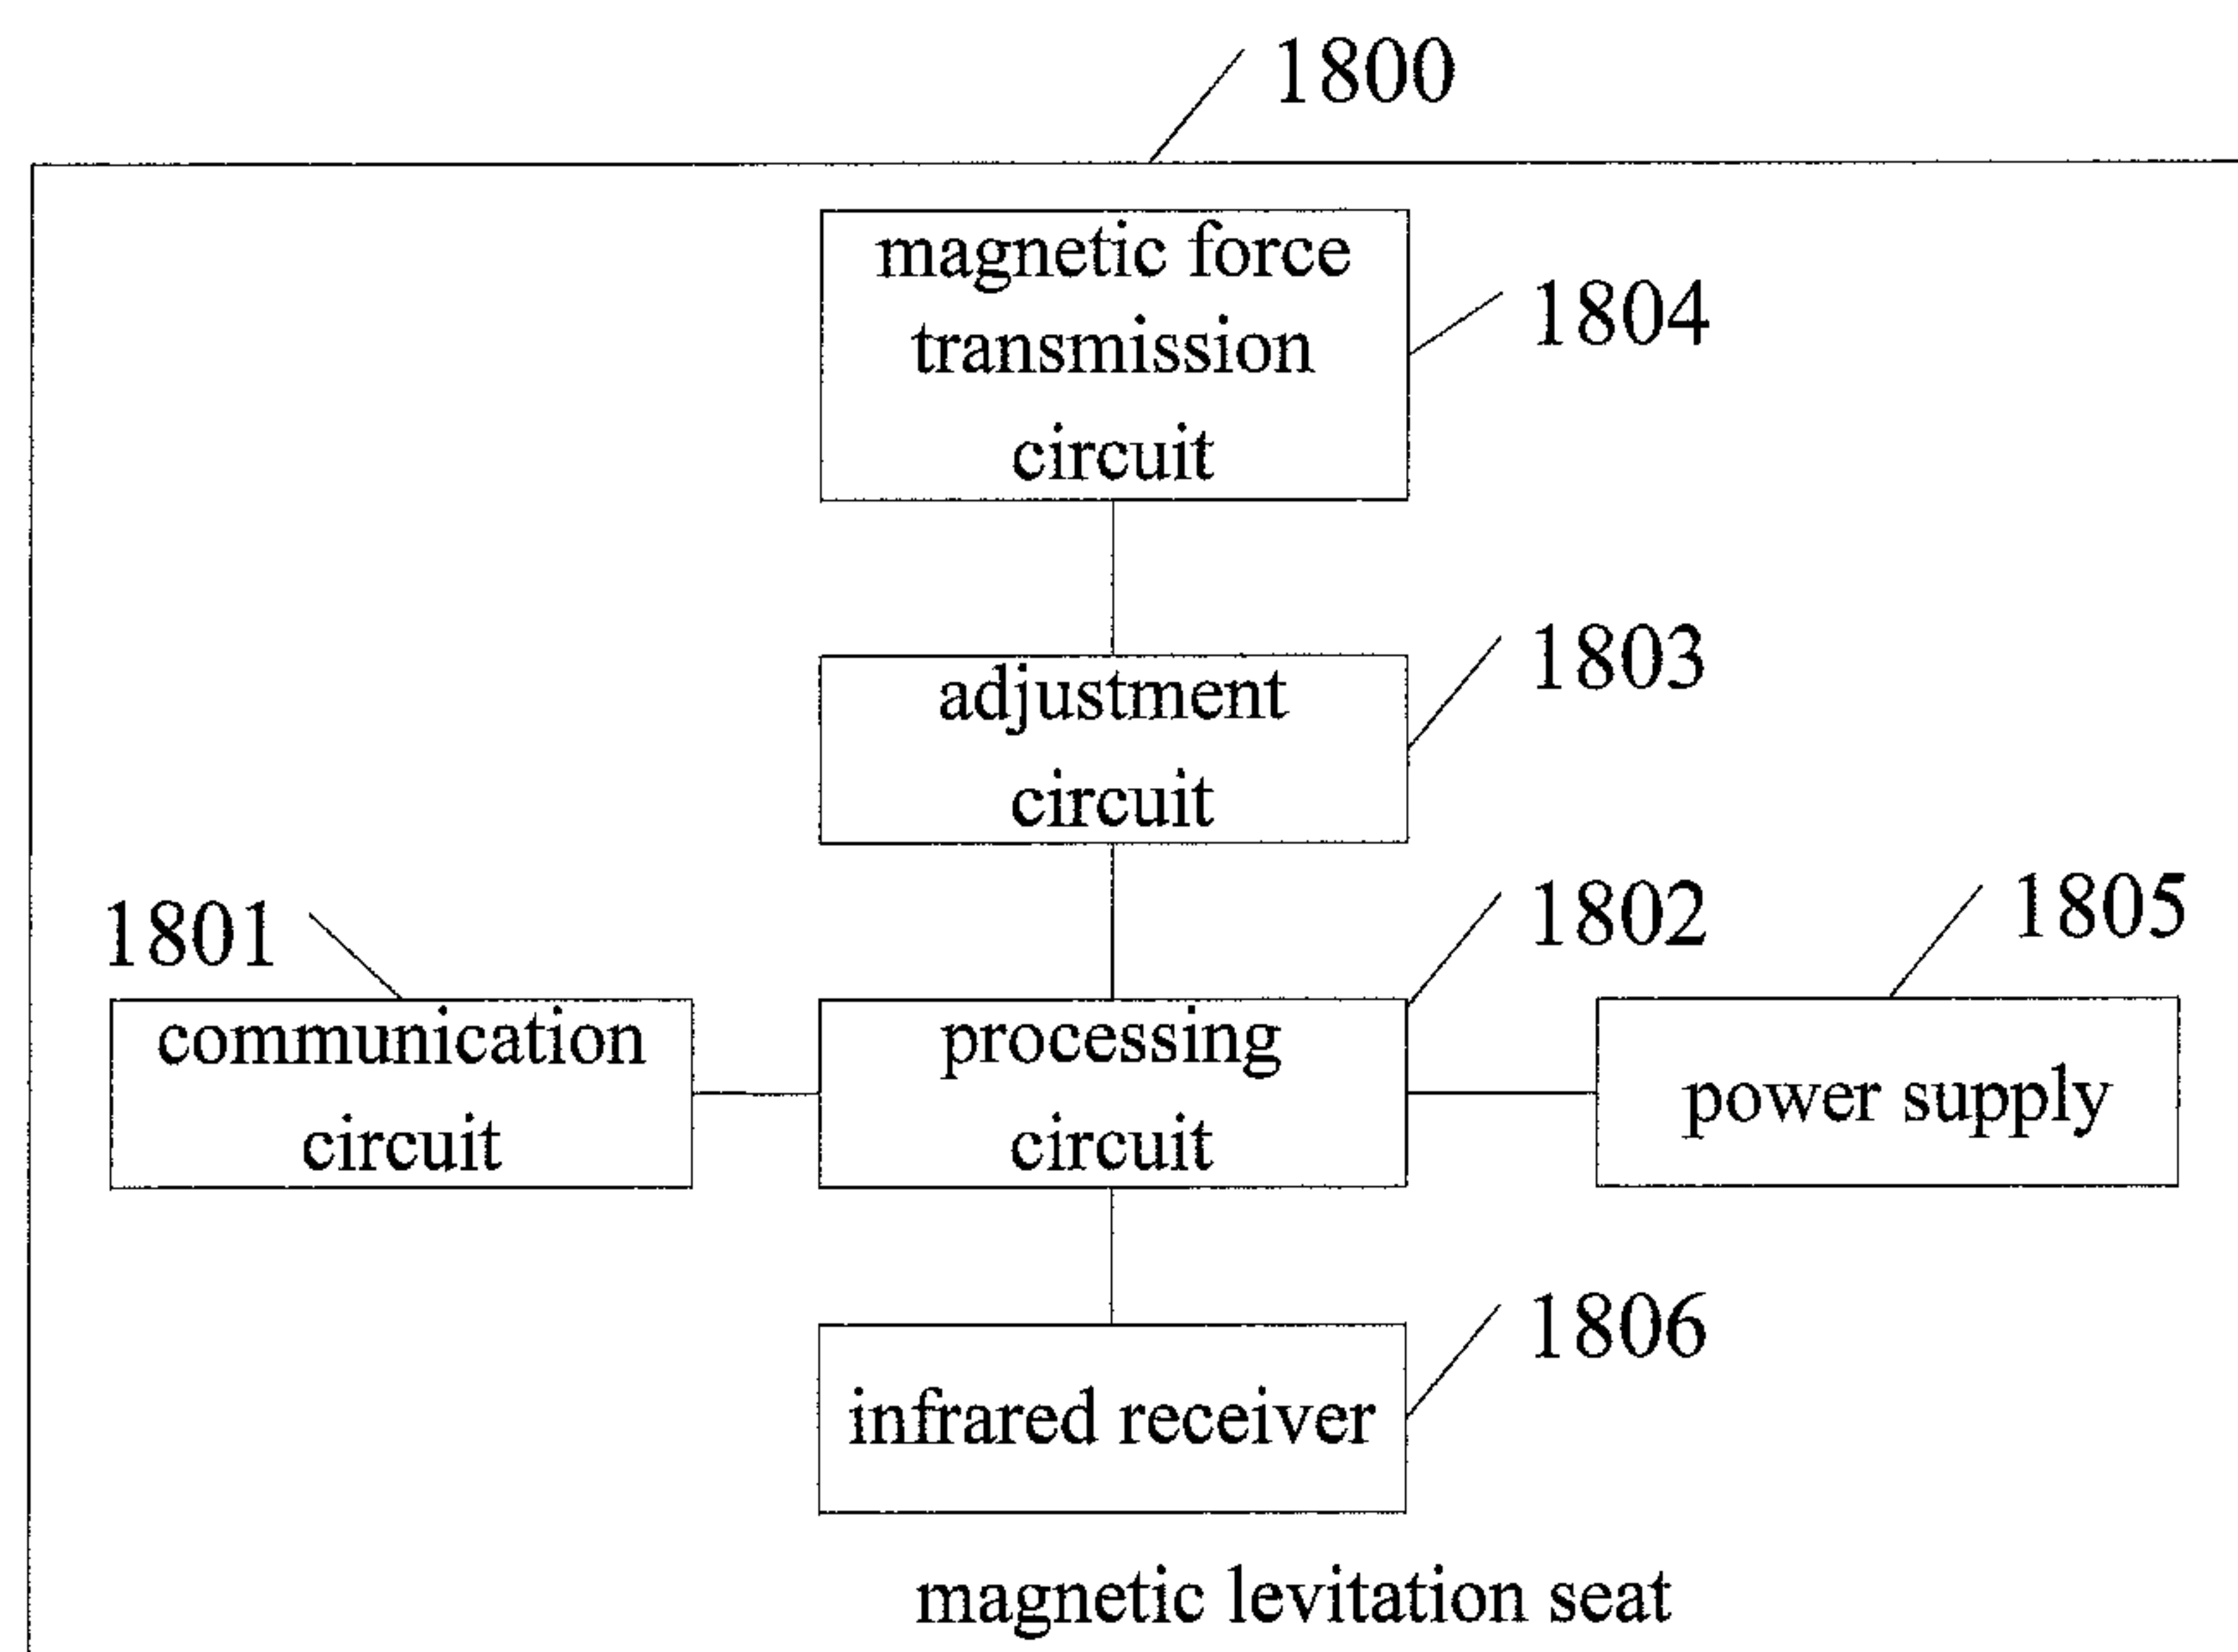 1800
magnetic force
transmission
circuit
1804
adjustment
circuit
1803
1801
communication
circuit
processing
circuit
1802
power supply
1805
infrared receiver
1806
magnetic levitation seat